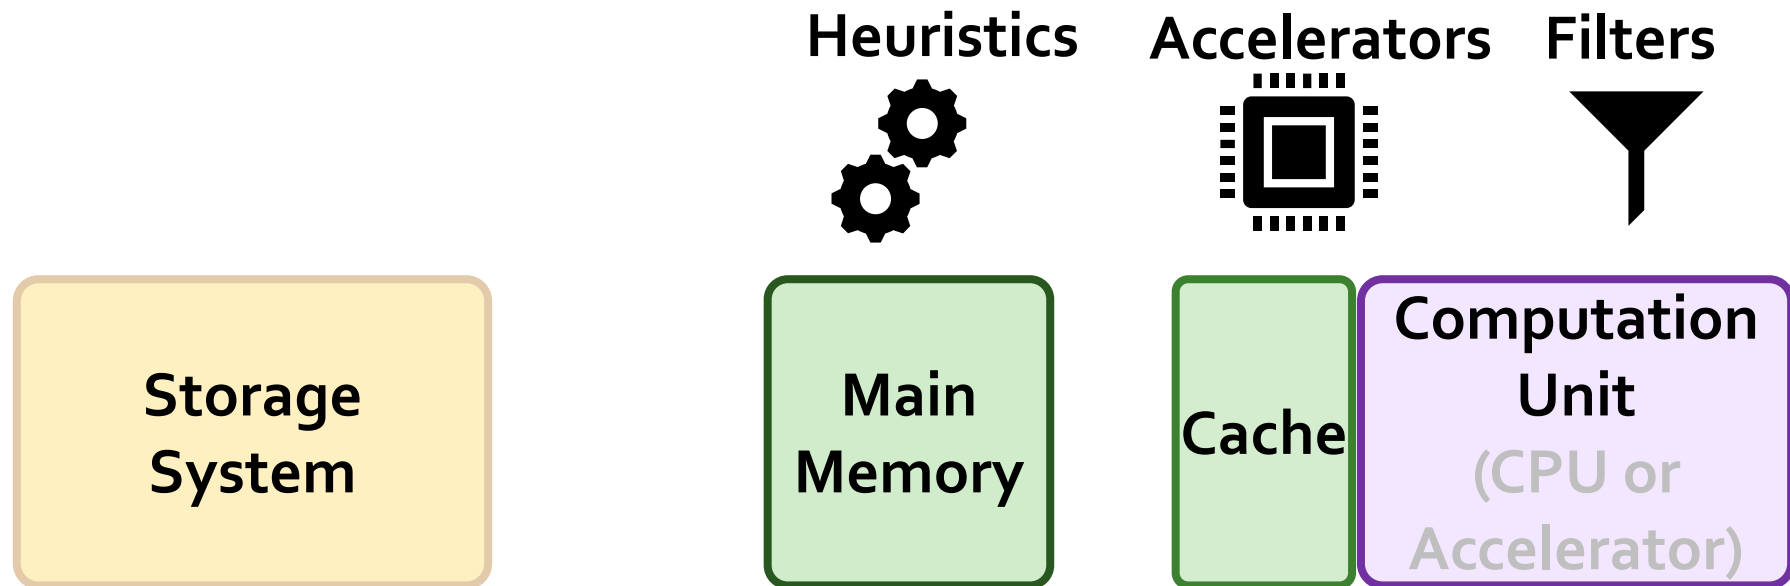 Heuristics
Accelerators
Filters
Storage
System
Main
Memory
Cache
Computation
Unit
(CPU or
Accelerator)